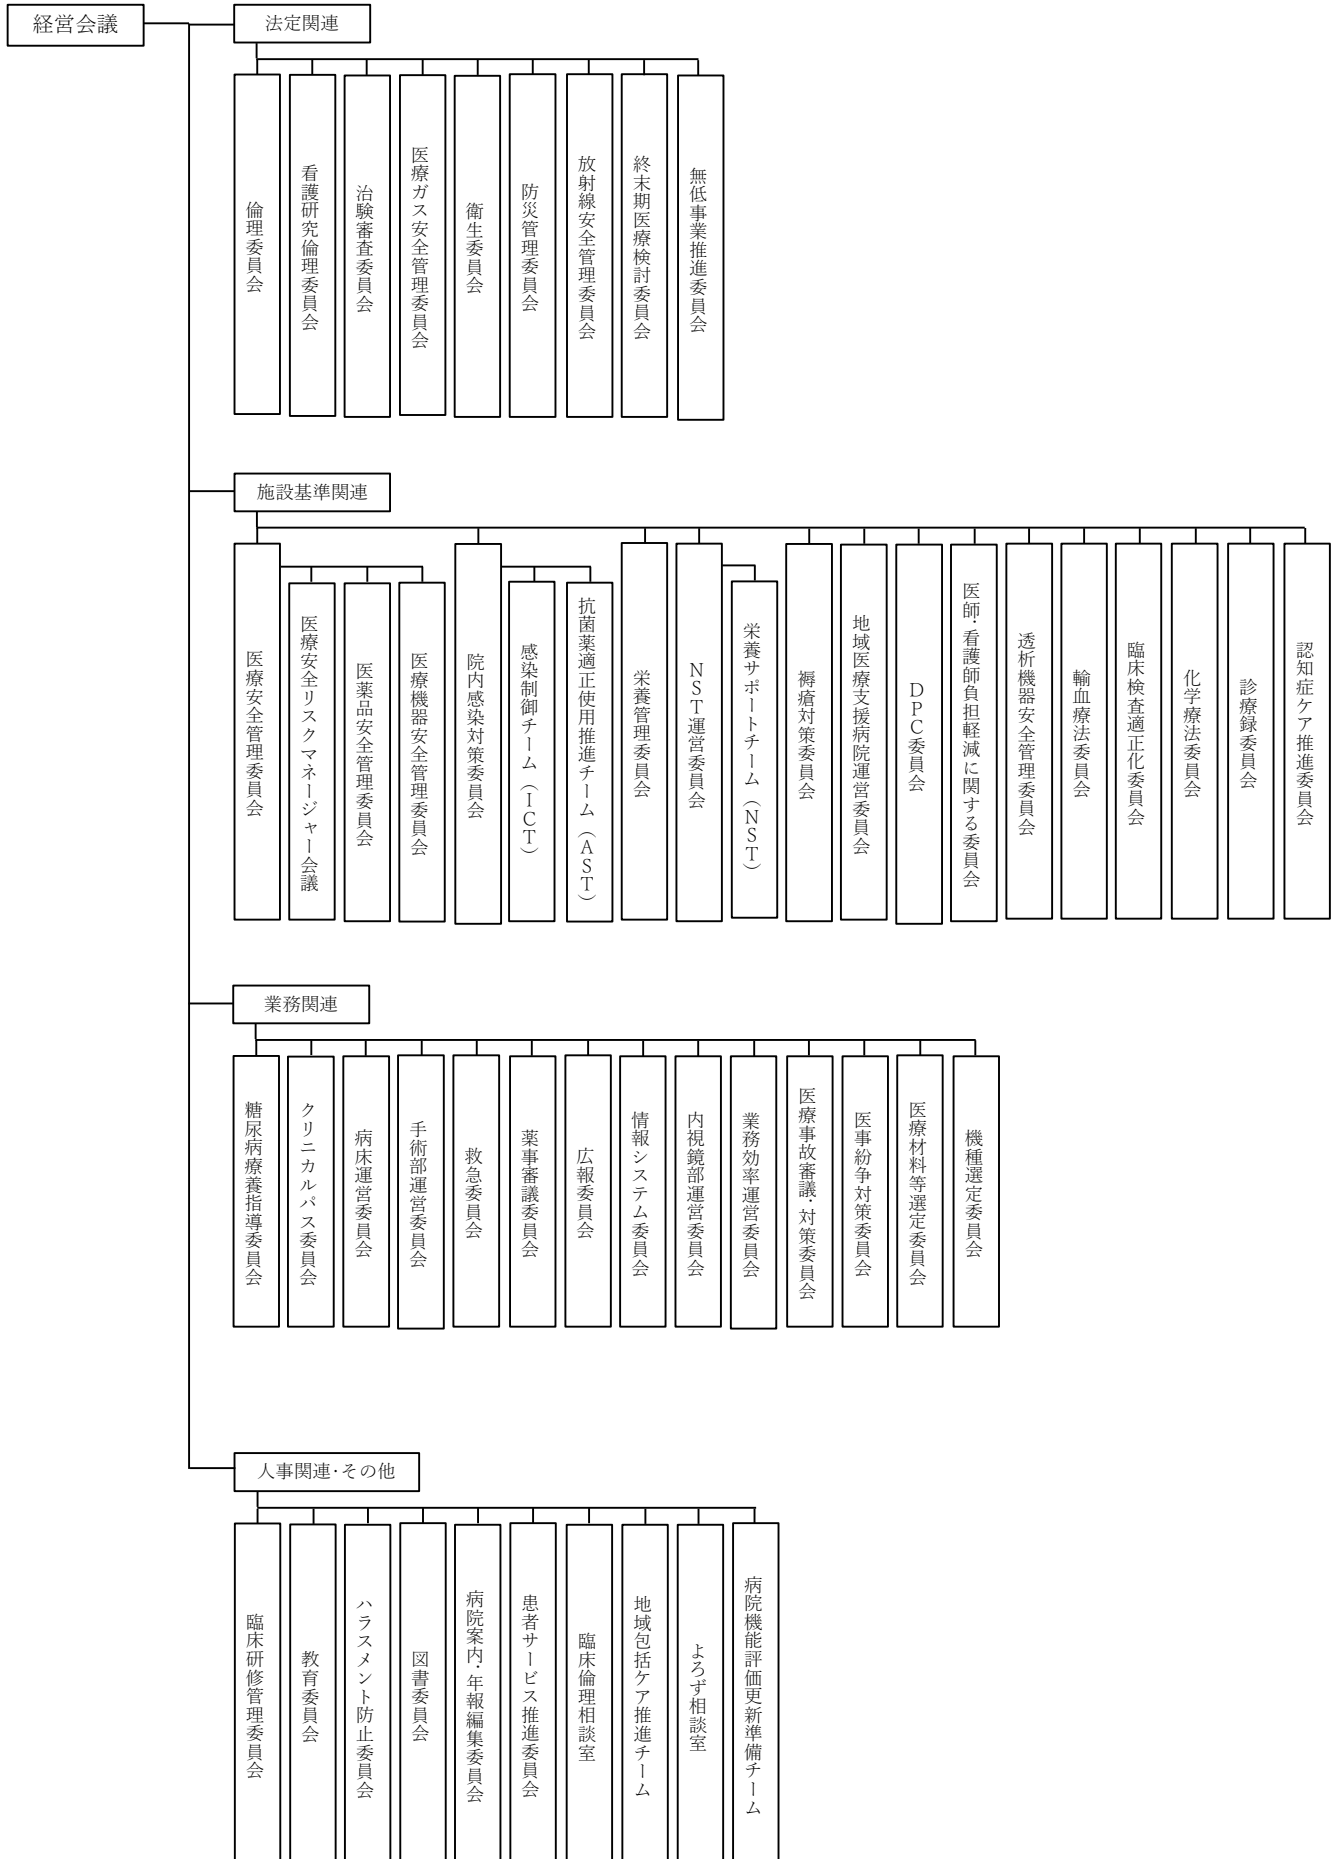 経営会議
法定関連
倫理委員会
看護研究倫理委員会
治験審査委員会
医療ガス安全管理委員会
衛生委員会
防災管理委員会
放射線安全管理委員会
終末期医療検討委員会
無低事業推進委員会
施設基準関連
医療安全管理委員会
医療安全リスクマネージャー会議
医薬品安全管理委員会
医療機器安全管理委員会
院内感染対策委員会
感染制御チーム（ICT）
抗菌薬適正使用推進チーム（AST）
栄養管理委員会
NST運営委員会
栄養サポートチーム（NST）
褥瘡対策委員会
地域医療支援病院運営委員会
DPC委員会
医師・看護師負担軽減に関する委員会
透析機器安全管理委員会
輸血療法委員会
臨床検査適正化委員会
化学療法委員会
診療録委員会
認知症ケア推進委員会
業務関連
糖尿病療養指導委員会
クリニカルパス委員会
病床運営委員会
手術部運営委員会
救急委員会
薬事審議委員会
広報委員会
情報システム委員会
内視鏡部運営委員会
業務効率運営委員会
医療事故審議・対策委員会
医事紛争対策委員会
医療材料等選定委員会
機種選定委員会
人事関連・その他
臨床研修管理委員会
教育委員会
ハラスメント防止委員会
図書委員会
病院案内・年報編集委員会
患者サービス推進委員会
臨床倫理相談室
地域包括ケア推進チーム
よろず相談室
病院機能評価更新準備チーム